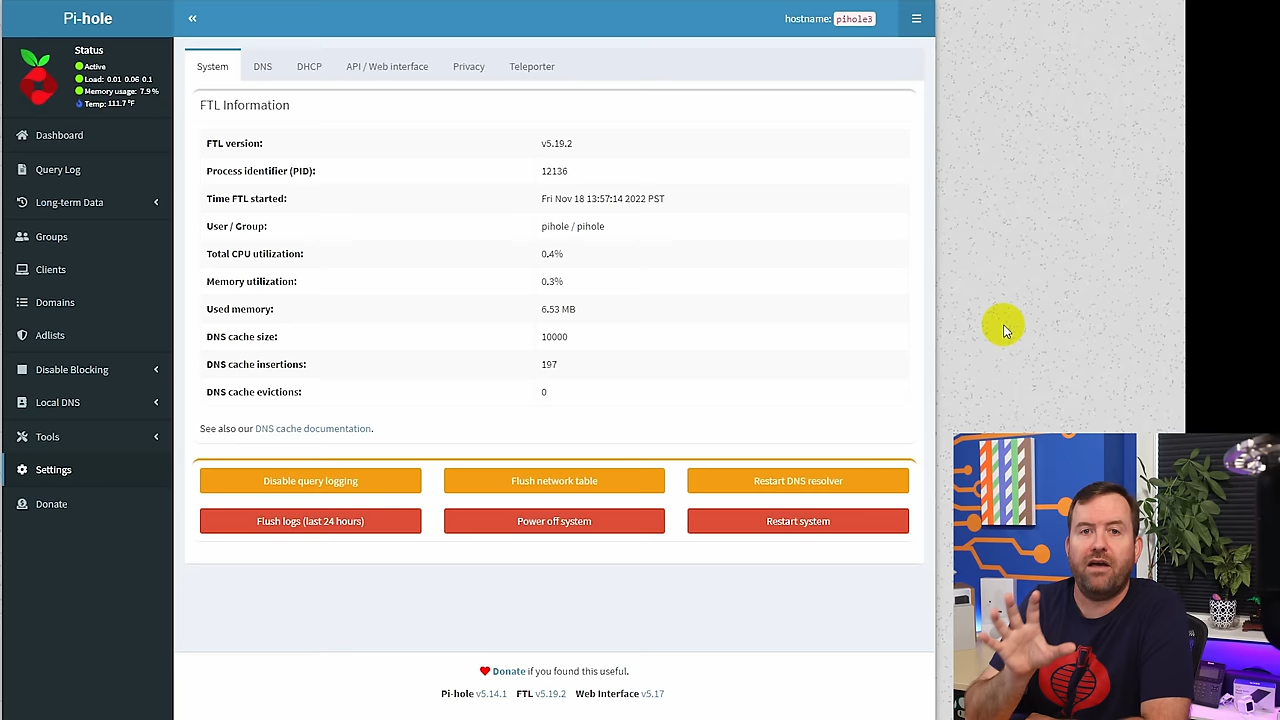 Pi-hole
hostname: pihole3
Status
Active
Load: 0.01 0.06 0.1
Memory usage: 7.9 %
Temp: 111.7 °F
Dashboard
Query Log
Long-term Data
Groups
Clients
Domains
Adlists
Disable Blocking
Local DNS
Tools
Settings
Donate
System DNS DHCP API / Web interface Privacy Teleporter
FTL Information
FTL version: v5.19.2
Process identifier (PID): 12136
Time FTL started: Fri Nov 18 13:57:14 2022 PST
User / Group: pihole / pihole
Total CPU utilization: 0.4%
Memory utilization: 0.3%
Used memory: 6.53 MB
DNS cache size: 10000
DNS cache insertions: 197
DNS cache evictions: 0
See also our DNS cache documentation.
Disable query logging Flush network table Restart DNS resolver
Flush logs (last 24 hours) Power off system Restart system
Donate if you found this useful.
Pi-hole v5.14.1 FTL v5.19.2 Web Interface v5.17